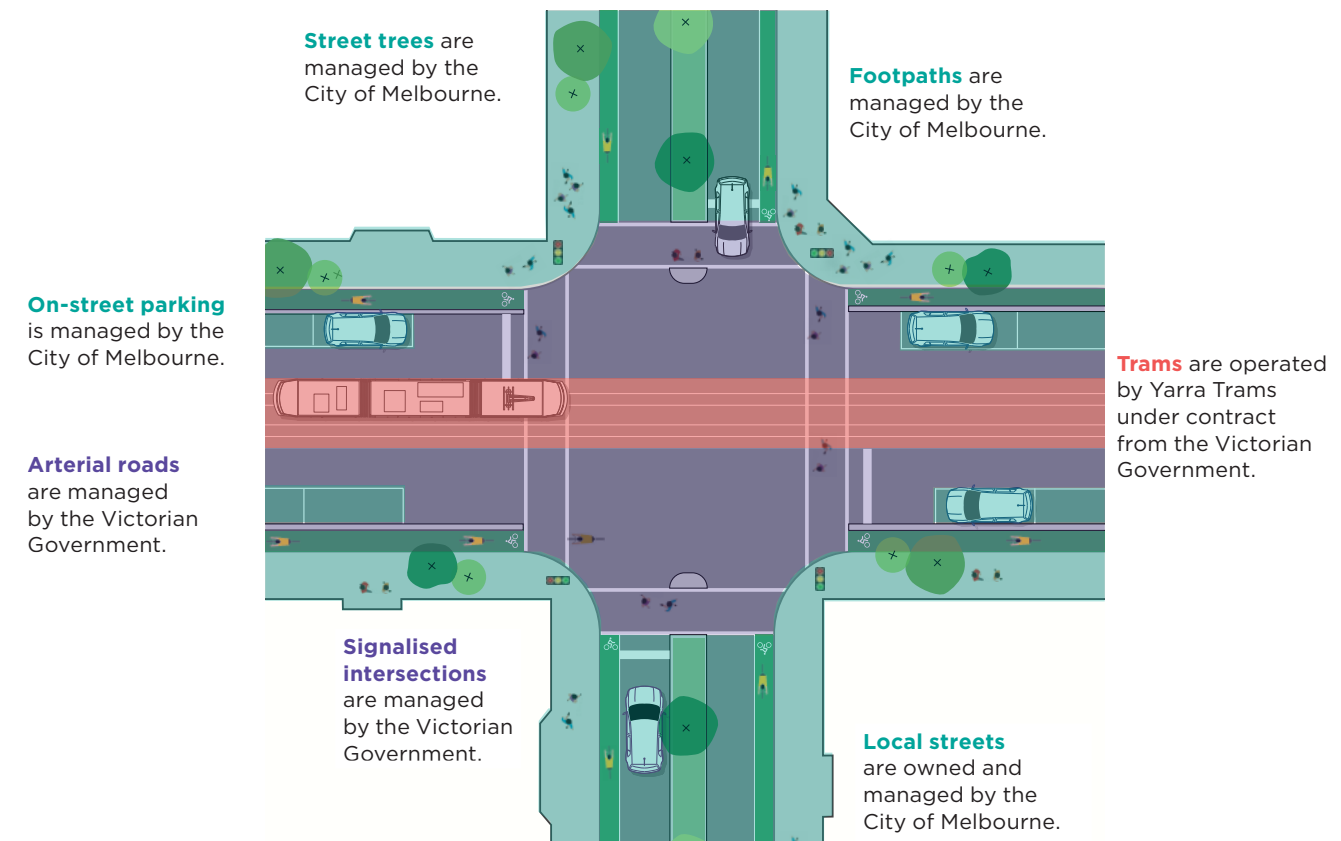 Street trees are
managed by the
City of Melbourne.
Footpaths are
managed by the
City of Melbourne.
On-street parking
is managed by the
City of Melbourne.
Trams are operated
by Yarra Trams
under contract
from the Victorian
Government.
Arterial roads
are managed
by the Victorian
Government.
Signalised
intersections
are managed
by the Victorian
Government.
Local streets
are owned and
managed by the
City of Melbourne.